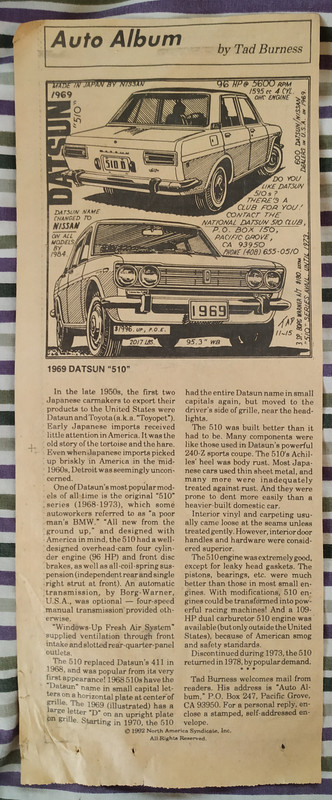 Auto Album
by Tad Burness
MADE IN JAPAN BY NISSAN
1969
DATSUN
"510"
96 HP @ 5600 RPM
1595 cc 4 CYL.
OHC ENGINE
600 DATSUN/NISSAN
DEALERS in U.S.A. in 1969.
510 D
DO YOU
LIKE DATSUN
510s?
THERE'S A
CLUB FOR YOU!
CONTACT THE
NATIONAL DATSUN 510 CLUB,
P.O. BOX 150,
PACIFIC GROVE,
CA 93950
PHONE (408) 655-0510
DATSUN NAME
CHANGED TO
NISSAN
ON ALL
MODELS
BY
1984.
1969
$1996. UP, P.O.E.
2017 LBS.
95.3" WB
TAD
11-15
1969 DATSUN "510"
In the late 1950s, the first two
Japanese carmakers to export their
products to the United States were
Datsun and Toyota (a.k.a. "Toyopet").
Early Japanese imports received
little attention in America. It was the
old story of the tortoise and the hare.
Even when Japanese imports picked
up briskly in America in the mid-
1960s, Detroit was seemingly uncon-
cerned.
One of Datsun's most popular mod-
els of all time is the original "510"
series (1968-1973), which some
autoworkers referred to as "a poor
man's BMW." "All new from the
ground up," and designed with
America in mind, the 510 had a well-
designed overhead-cam four cylin-
der engine (96 HP) and front disc
brakes, as well as all-coil-spring sus-
pension (independent rear and single
right strut at front). An automatic
transmission, by Borg-Warner,
U.S.A., was optional — four-speed
manual transmission provided oth-
erwise.
"Windows-Up Fresh Air System"
supplied ventilation through front
intake and slotted rear-quarter-panel
outlets.
The 510 replaced Datsun's 411 in
1968, and was popular from its very
first appearance! 1968 510s have the
"Datsun" name in small capital let-
ters on a horizontal plate at center of
grille. The 1969 (illustrated) has a
large letter "D" on an upright plate
on grille. Starting in 1970, the 510
had the entire Datsun name in small
capitals again, but moved to the
driver's side of grille, near the head-
lights.
The 510 was built better than it
had to be. Many components were
like those used in Datsun's powerful
240-Z sports coupe. The 510's Achil-
les' heel was body rust. Most Japa-
nese cars used thin sheet metal, and
many more were inadequately
treated against rust. And they were
prone to dent more easily than a
heavier-built domestic car.
Interior vinyl and carpeting usu-
ally came loose at the seams unless
treated gently. However, interior door
handles and hardware were consid-
ered superior.
The 510 engine was extremely good,
except for leaky head gaskets. The
pistons, bearings, etc. were much
better than those in most small en-
gines. With modifications, 510 en-
gines could be transformed into pow-
erful racing machines! And a 109-
HP dual carburetor 510 engine was
available (but only outside the United
States), because of American smog
and safety standards.
Discontinued during 1973, the 510
returned in 1978, by popular demand.
* * *
Tad Burness welcomes mail from
readers. His address is "Auto Al-
bum," P.O. Box 247, Pacific Grove,
CA 93950. For a personal reply, en-
close a stamped, self-addressed en-
velope.
© 1992 North America Syndicate, Inc.
All Rights Reserved.